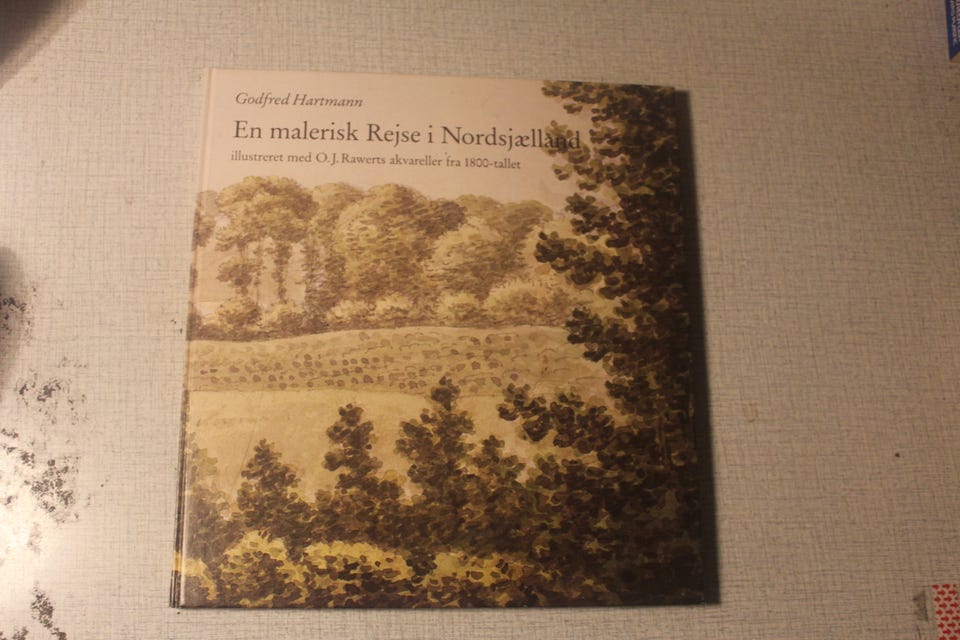 Godfred Hartmann
En malerisk Rejse i Nordsjælland
illustreret med O. J. Rawerts akvareller fra 1800-tallet